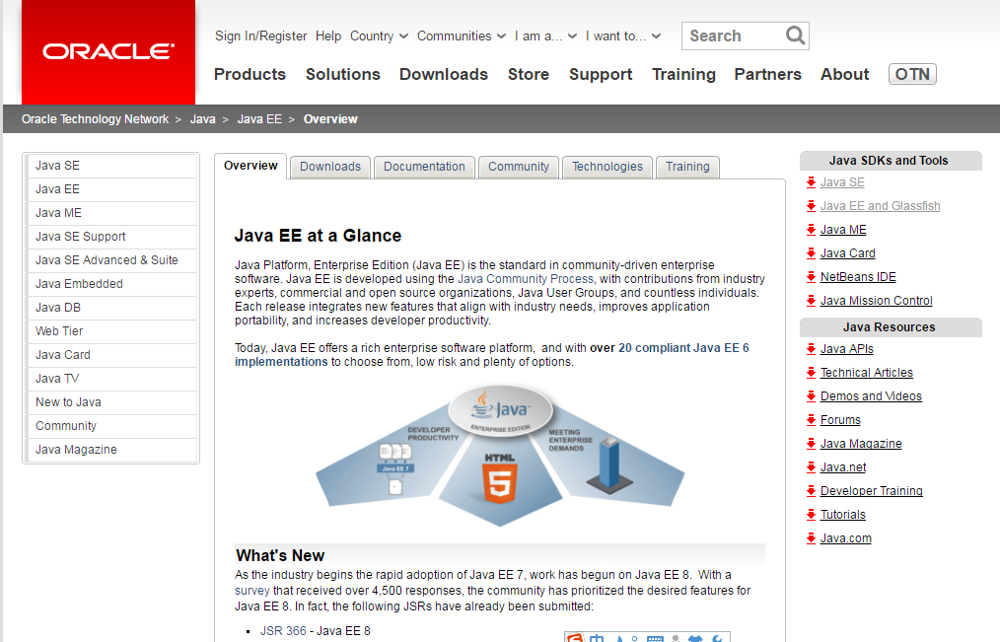 ORACLE
Sign In/Register Help Country Communities I am a... I want to... Search
Products Solutions Downloads Store Support Training Partners About OTN
Oracle Technology Network > Java > Java EE > Overview
Java SE
Java EE
Java ME
Java SE Support
Java SE Advanced & Suite
Java Embedded
Java DB
Web Tier
Java Card
Java TV
New to Java
Community
Java Magazine
Overview Downloads Documentation Community Technologies Training
Java EE at a Glance
Java Platform, Enterprise Edition (Java EE) is the standard in community-driven enterprise
software. Java EE is developed using the Java Community Process, with contributions from industry
experts, commercial and open source organizations, Java User Groups, and countless individuals.
Each release integrates new features that align with industry needs, improves application
portability, and increases developer productivity.
Today, Java EE offers a rich enterprise software platform, and with over 20 compliant Java EE 6
implementations to choose from, low risk and plenty of options.
Java
ENTERPRISE EDITION
DEVELOPER
PRODUCTIVITY
Java EE 7
HTML
5
MEETING
ENTERPRISE
DEMANDS
What's New
As the industry begins the rapid adoption of Java EE 7, work has begun on Java EE 8. With a
survey that received over 4,500 responses, the community has prioritized the desired features for
Java EE 8. In fact, the following JSRs have already been submitted:
JSR 366 - Java EE 8
Java SDKs and Tools
Java SE
Java EE and Glassfish
Java ME
Java Card
NetBeans IDE
Java Mission Control
Java Resources
Java APIs
Technical Articles
Demos and Videos
Forums
Java Magazine
Java.net
Developer Training
Tutorials
Java.com